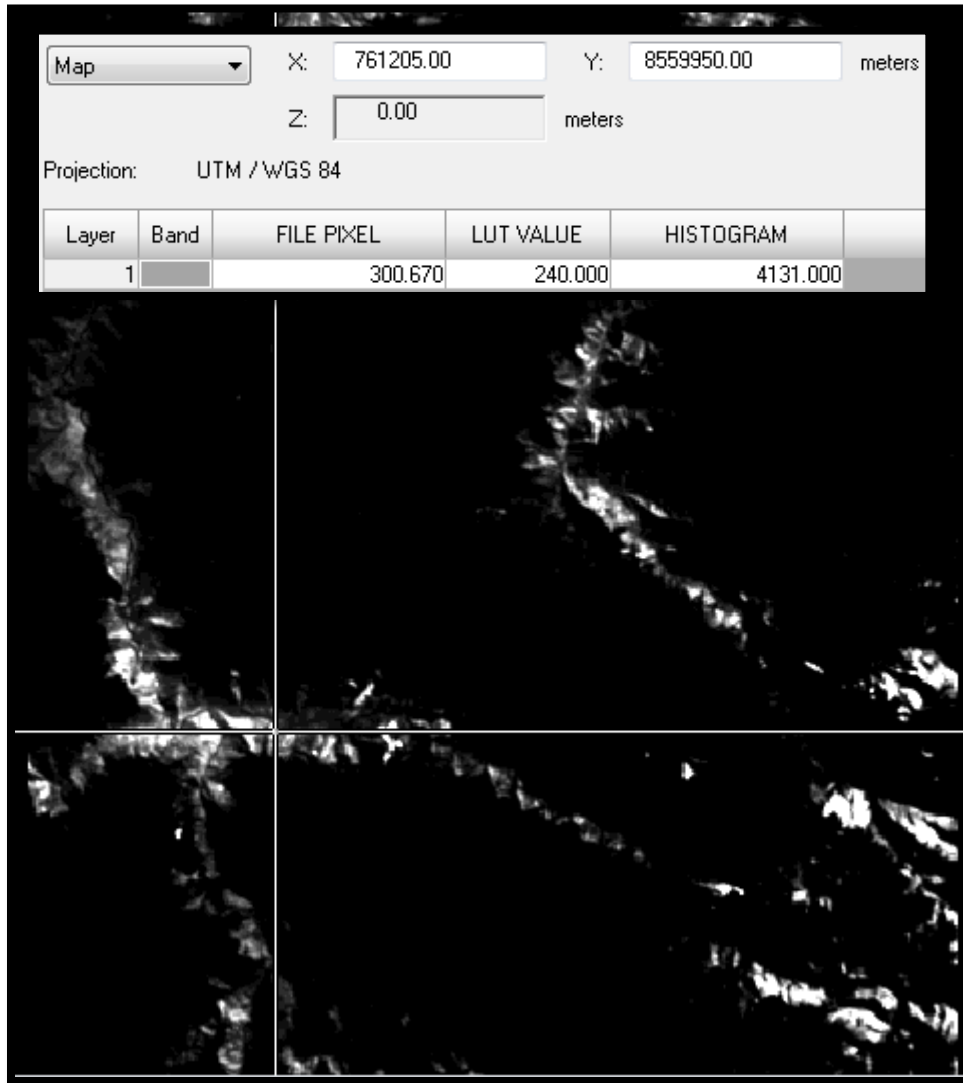 Map X: 761205.00 Y: 8559950.00 meters
Z: 0.00 meters
Projection: UTM / WGS 84
Layer Band FILE PIXEL LUT VALUE HISTOGRAM
1 300.670 240.000 4131.000